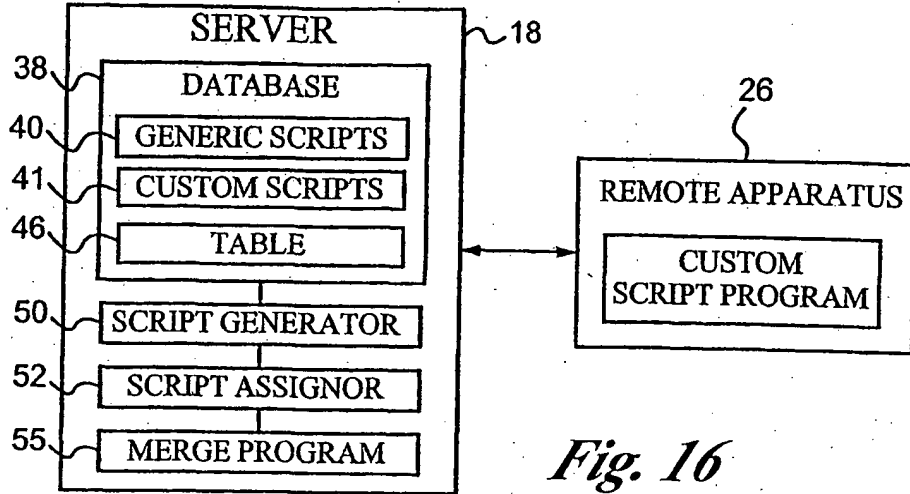 SERVER
18
38
DATABASE
40
GENERIC SCRIPTS
41
CUSTOM SCRIPTS
46
TABLE
50
SCRIPT GENERATOR
52
SCRIPT ASSIGNOR
55
MERGE PROGRAM
26
REMOTE APPARATUS
CUSTOM
SCRIPT PROGRAM
Fig. 16